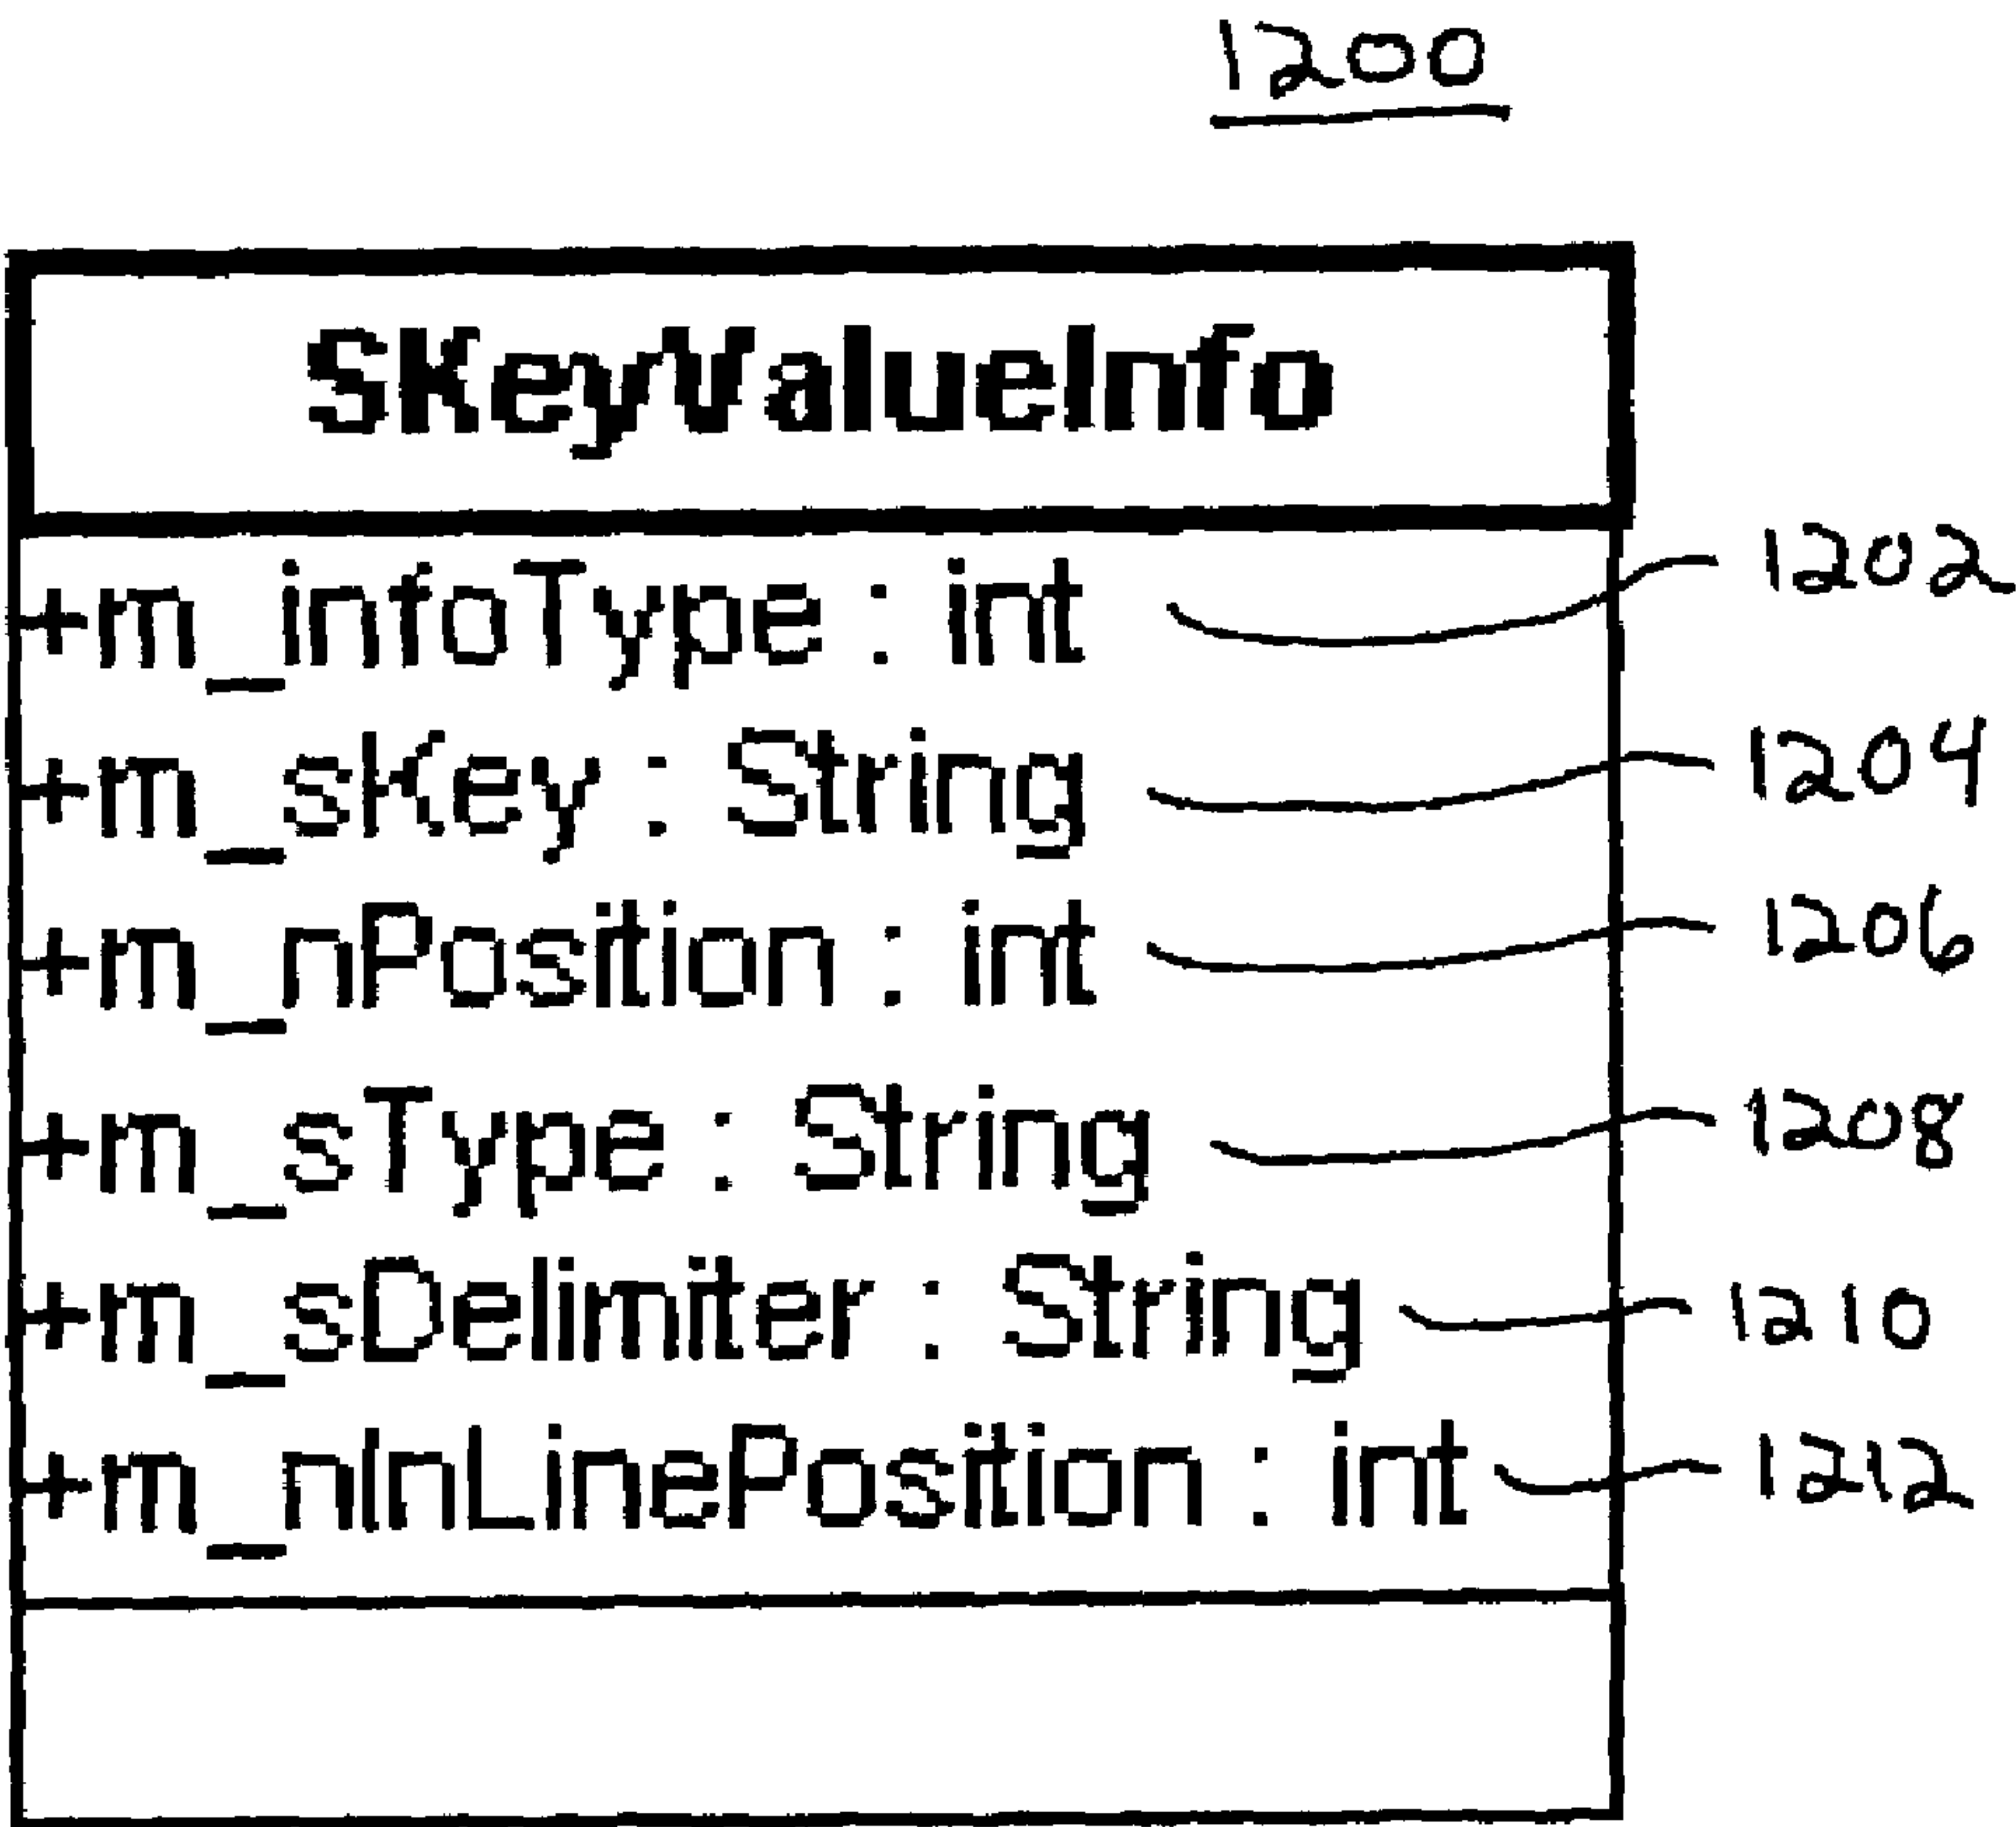 1200
SKeyValueInfo
+m_infoType : int 1202
+m_sKey : String 1204
+m_nPosition : int 1206
+m_sType : String 1208
+m_sDelimiter : String 1210
+m_nInLinePosition : int 1212